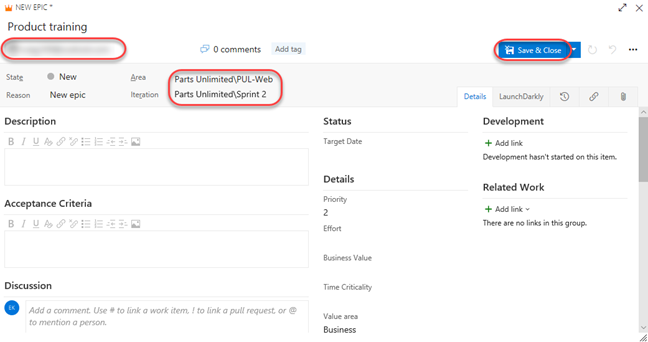 NEW EPIC *
Product training
0 comments
Add tag
Save & Close
State
New
Area
Parts Unlimited\PUL-Web
Reason
New epic
Iteration
Parts Unlimited\Sprint 2
Details
LaunchDarkly
Description
B I U
Acceptance Criteria
B I U
Discussion
EK
Add a comment. Use # to link a work item, ! to link a pull request, or @
to mention a person.
Status
Target Date
Details
Priority
2
Effort
Business Value
Time Criticality
Value area
Business
Development
+ Add link
Development hasn't started on this item.
Related Work
+ Add link
There are no links in this group.